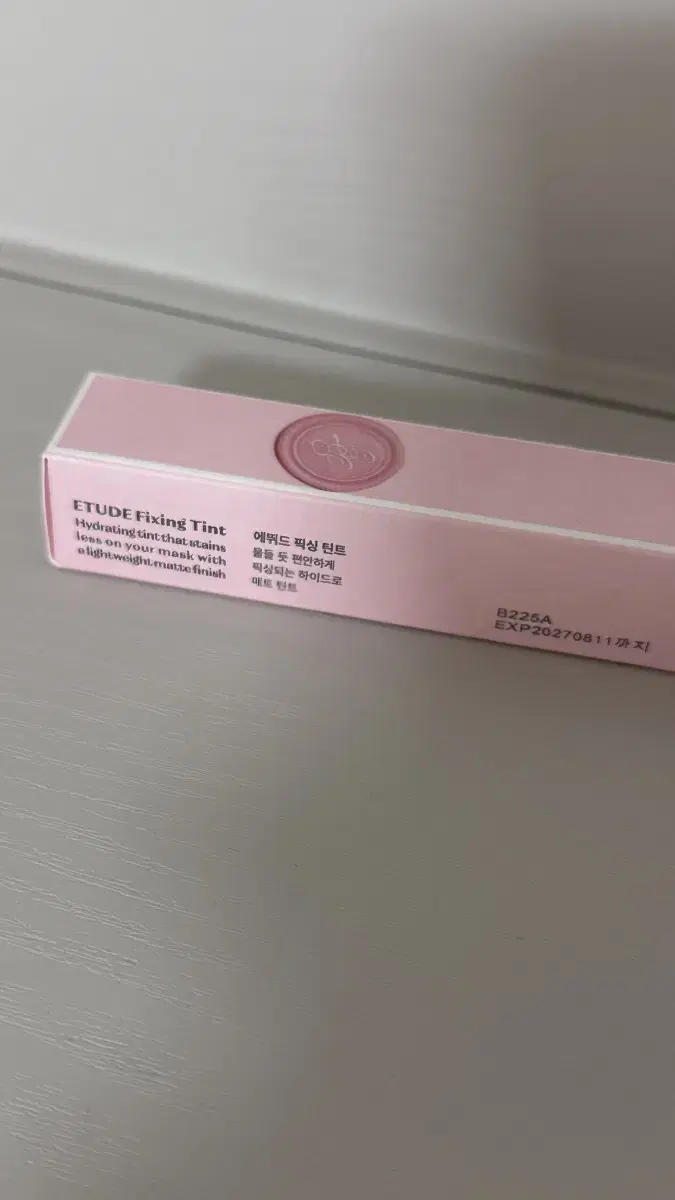 ETUDE Fixing Tint
Hydrating tint that stains
less on your mask with
a lightweight matte finish
에뛰드 픽싱 틴트
물들 듯 편안하게
픽싱되는 하이드로
매트 틴트
B225A
EXP20270811까지